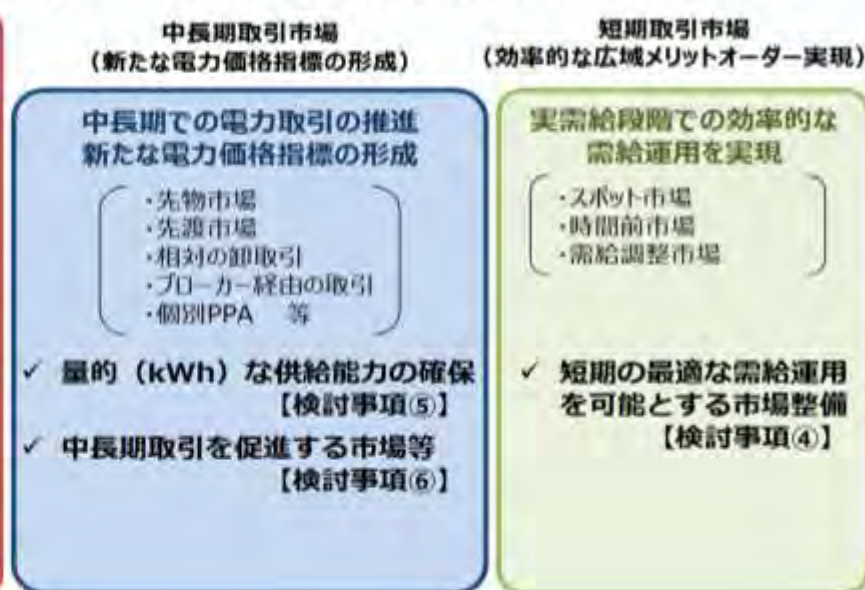 中長期取引市場
（新たな電力価格指標の形成）
中長期での電力取引の推進
新たな電力価格指標の形成
・先物市場
・先渡市場
・相対の卸取引
・ブローカー経由の取引
・個別PPA　等
✓ 量的（kWh）な供給能力の確保
【検討事項⑤】
✓ 中長期取引を促進する市場等
【検討事項⑥】
短期取引市場
（効率的な広域メリットオーダー実現）
実需給段階での効率的な
需給運用を実現
・スポット市場
・時間前市場
・需給調整市場
✓ 短期の最適な需給運用
を可能とする市場整備
【検討事項④】